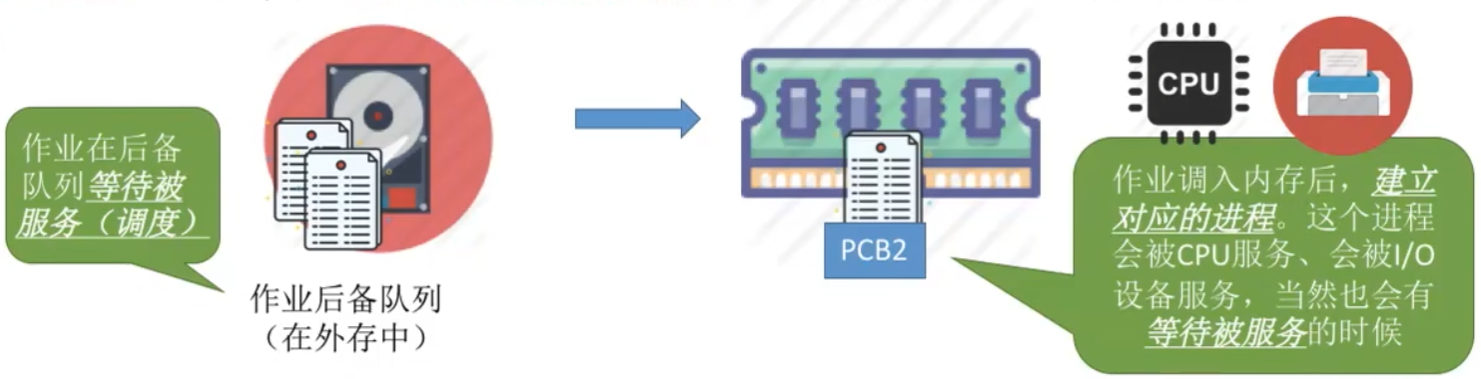 作业在后备
队列等待被
服务（调度）
作业后备队列
（在外存中）
PCB2
CPU
作业调入内存后，建立
对应的进程。这个进程
会被CPU服务、会被I/O
设备服务，当然也会有
等待被服务的时候